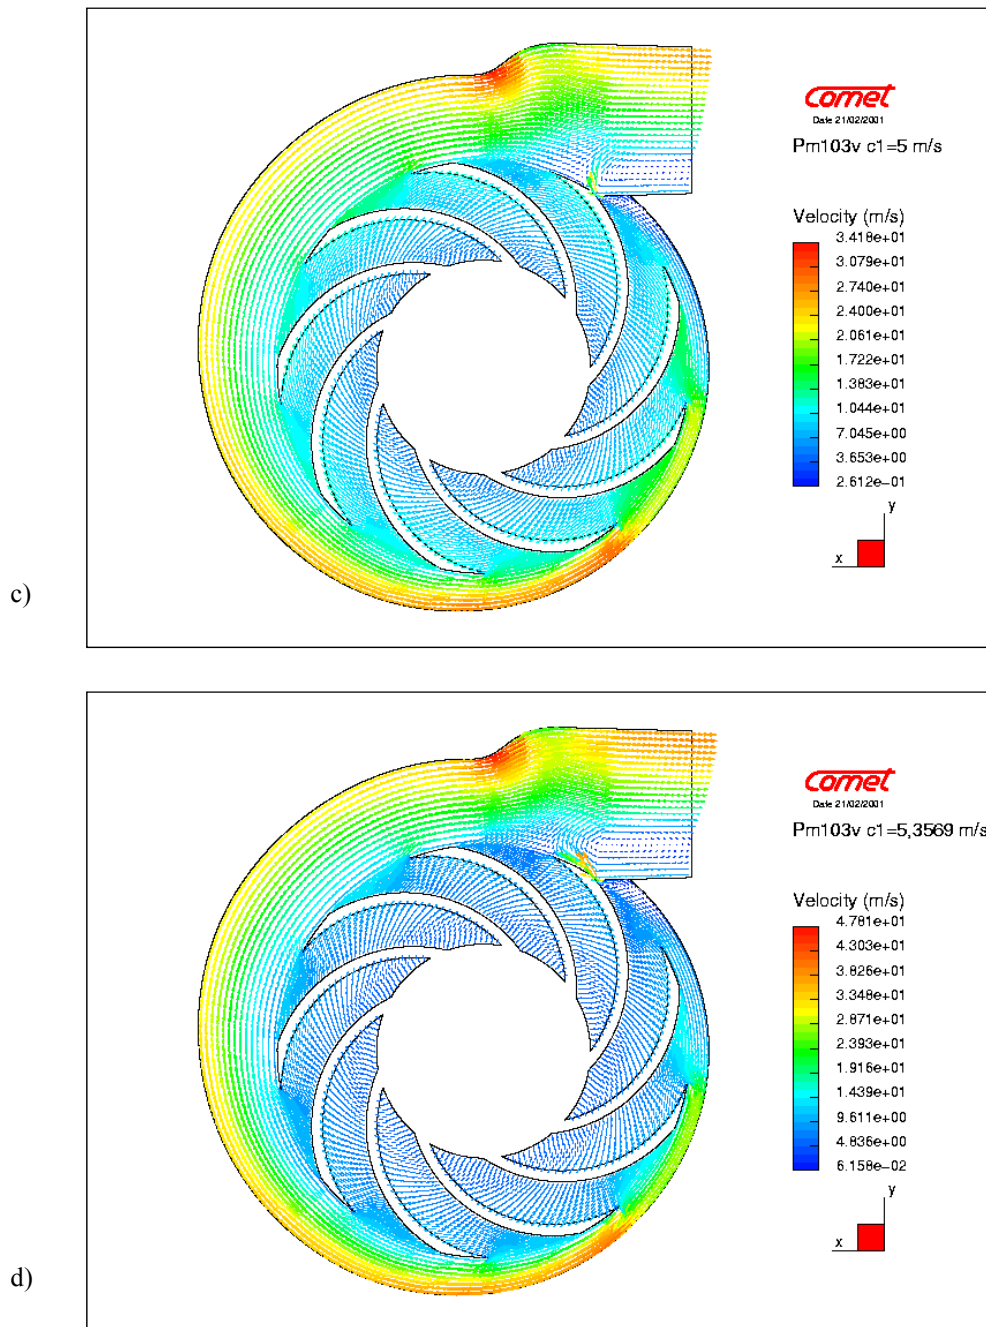 Comet
Date 21/02/2001
Pm103v c1=5 m/s
Velocity (m/s)
3.418e+01
3.079e+01
2.740e+01
2.400e+01
2.061e+01
1.722e+01
1.383e+01
1.044e+01
7.045e+00
3.653e+00
2.612e-01
y
x
c)
Comet
Date 21/02/2001
Pm103v c1=5,3569 m/s
Velocity (m/s)
4.781e+01
4.303e+01
3.826e+01
3.348e+01
2.871e+01
2.393e+01
1.916e+01
1.439e+01
9.611e+00
4.836e+00
6.158e-02
y
x
d)